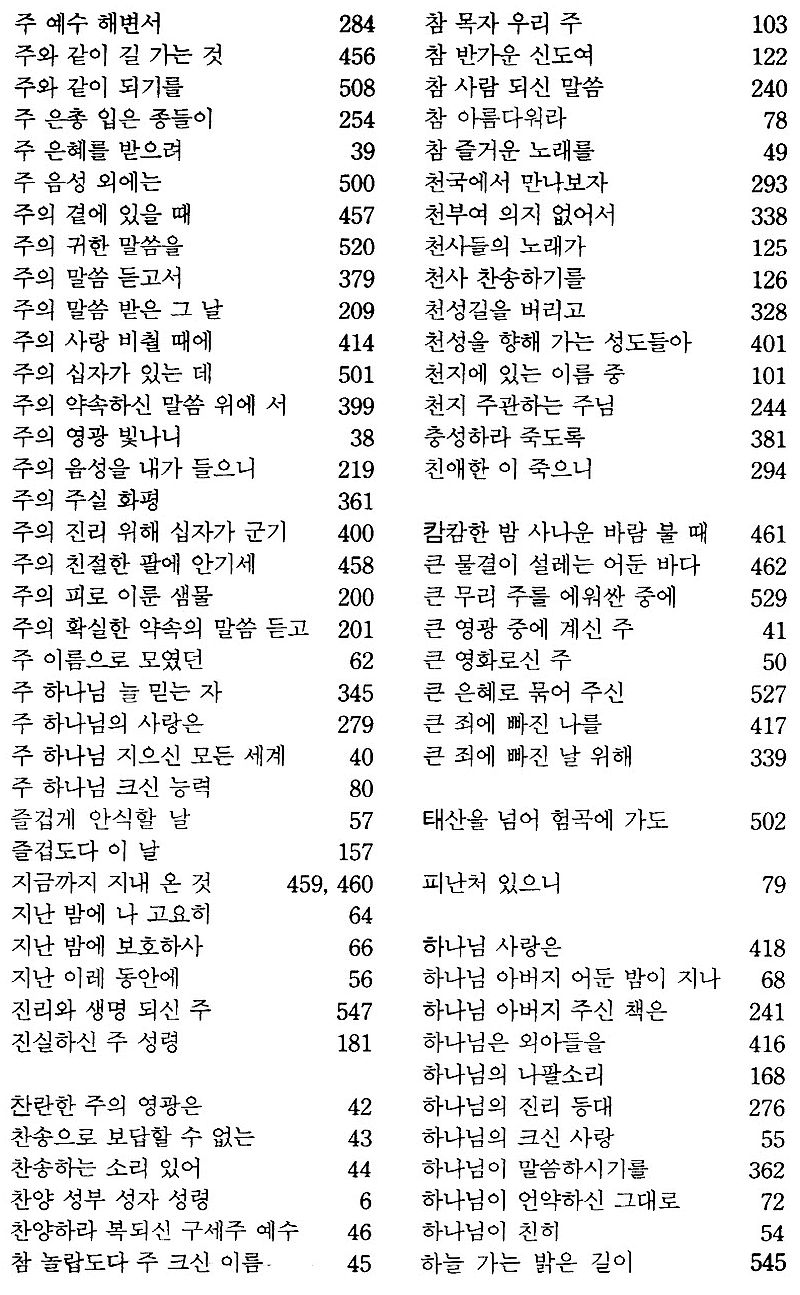 주 예수 해변서 284
주와 같이 길 가는 것 456
주와 같이 되기를 508
주 은총 입은 종들이 254
주 은혜를 받으려 39
주 음성 외에는 500
주의 곁에 있을 때 457
주의 귀한 말씀을 520
주의 말씀 듣고서 379
주의 말씀 받은 그 날 209
주의 사랑 비췰 때에 414
주의 십자가 있는 데 501
주의 약속하신 말씀 위에 서 399
주의 영광 빛나니 38
주의 음성을 내가 들으니 219
주의 주실 화평 361
주의 진리 위해 십자가 군기 400
주의 친절한 팔에 안기세 458
주의 피로 이룬 샘물 200
주의 확실한 약속의 말씀 듣고 201
주 이름으로 모였던 62
주 하나님 늘 믿는 자 345
주 하나님의 사랑은 279
주 하나님 지으신 모든 세계 40
주 하나님 크신 능력 80
즐겁게 안식할 날 57
즐겁도다 이 날 157
지금까지 지내 온 것 459, 460
지난 밤에 나 고요히 64
지난 밤에 보호하사 66
지난 이레 동안에 56
진리와 생명 되신 주 547
진실하신 주 성령 181
찬란한 주의 영광은 42
찬송으로 보답할 수 없는 43
찬송하는 소리 있어 44
찬양 성부 성자 성령 6
찬양하라 복되신 구세주 예수 46
참 놀랍도다 주 크신 이름 45
참 목자 우리 주 103
참 반가운 신도여 122
참 사람 되신 말씀 240
참 아름다워라 78
참 즐거운 노래를 49
천국에서 만나보자 293
천부여 의지 없어서 338
천사들의 노래가 125
천사 찬송하기를 126
천성길을 버리고 328
천성을 향해 가는 성도들아 401
천지에 있는 이름 중 101
천지 주관하는 주님 244
충성하라 죽도록 381
친애한 이 죽으니 294
캄캄한 밤 사나운 바람 불 때 461
큰 물결이 설레는 어둔 바다 462
큰 무리 주를 에워싼 중에 529
큰 영광 중에 계신 주 41
큰 영화로신 주 50
큰 은혜로 묶어 주신 527
큰 죄에 빠진 나를 417
큰 죄에 빠진 날 위해 339
태산을 넘어 험곡에 가도 502
피난처 있으니 79
하나님 사랑은 418
하나님 아버지 어둔 밤이 지나 68
하나님 아버지 주신 책은 241
하나님은 외아들을 416
하나님의 나팔소리 168
하나님의 진리 등대 276
하나님의 크신 사랑 55
하나님이 말씀하시기를 362
하나님이 언약하신 그대로 72
하나님이 친히 54
하늘 가는 밝은 길이 545